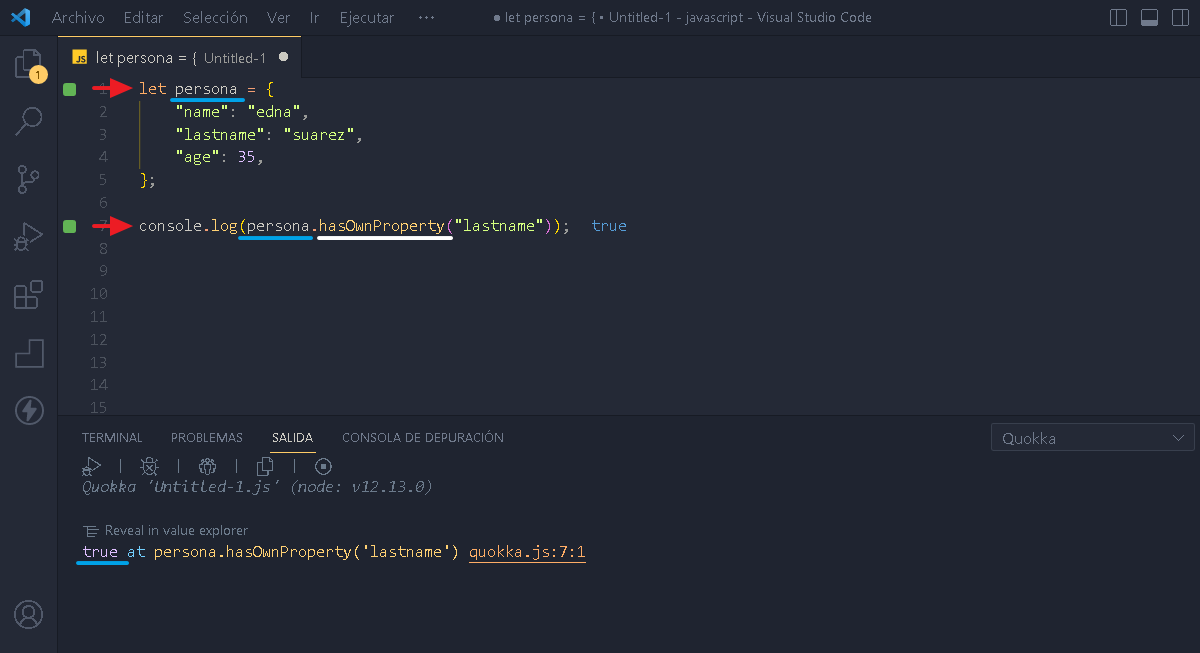 Archivo Editar Selección Ver Ir Ejecutar ··· ● let persona = { • Untitled-1 - javascript - Visual Studio Code
JS let persona = { Untitled-1 ●
1
1 let persona = {
2 "name": "edna",
3 "lastname": "suarez",
4 "age": 35,
5 };
6
7 console.log(persona.hasOwnProperty("lastname")); true
8
9
10
11
12
13
14
15
TERMINAL PROBLEMAS SALIDA CONSOLA DE DEPURACIÓN Quokka
Quokka 'Untitled-1.js' (node: v12.13.0)
Reveal in value explorer
true at persona.hasOwnProperty('lastname') quokka.js:7:1